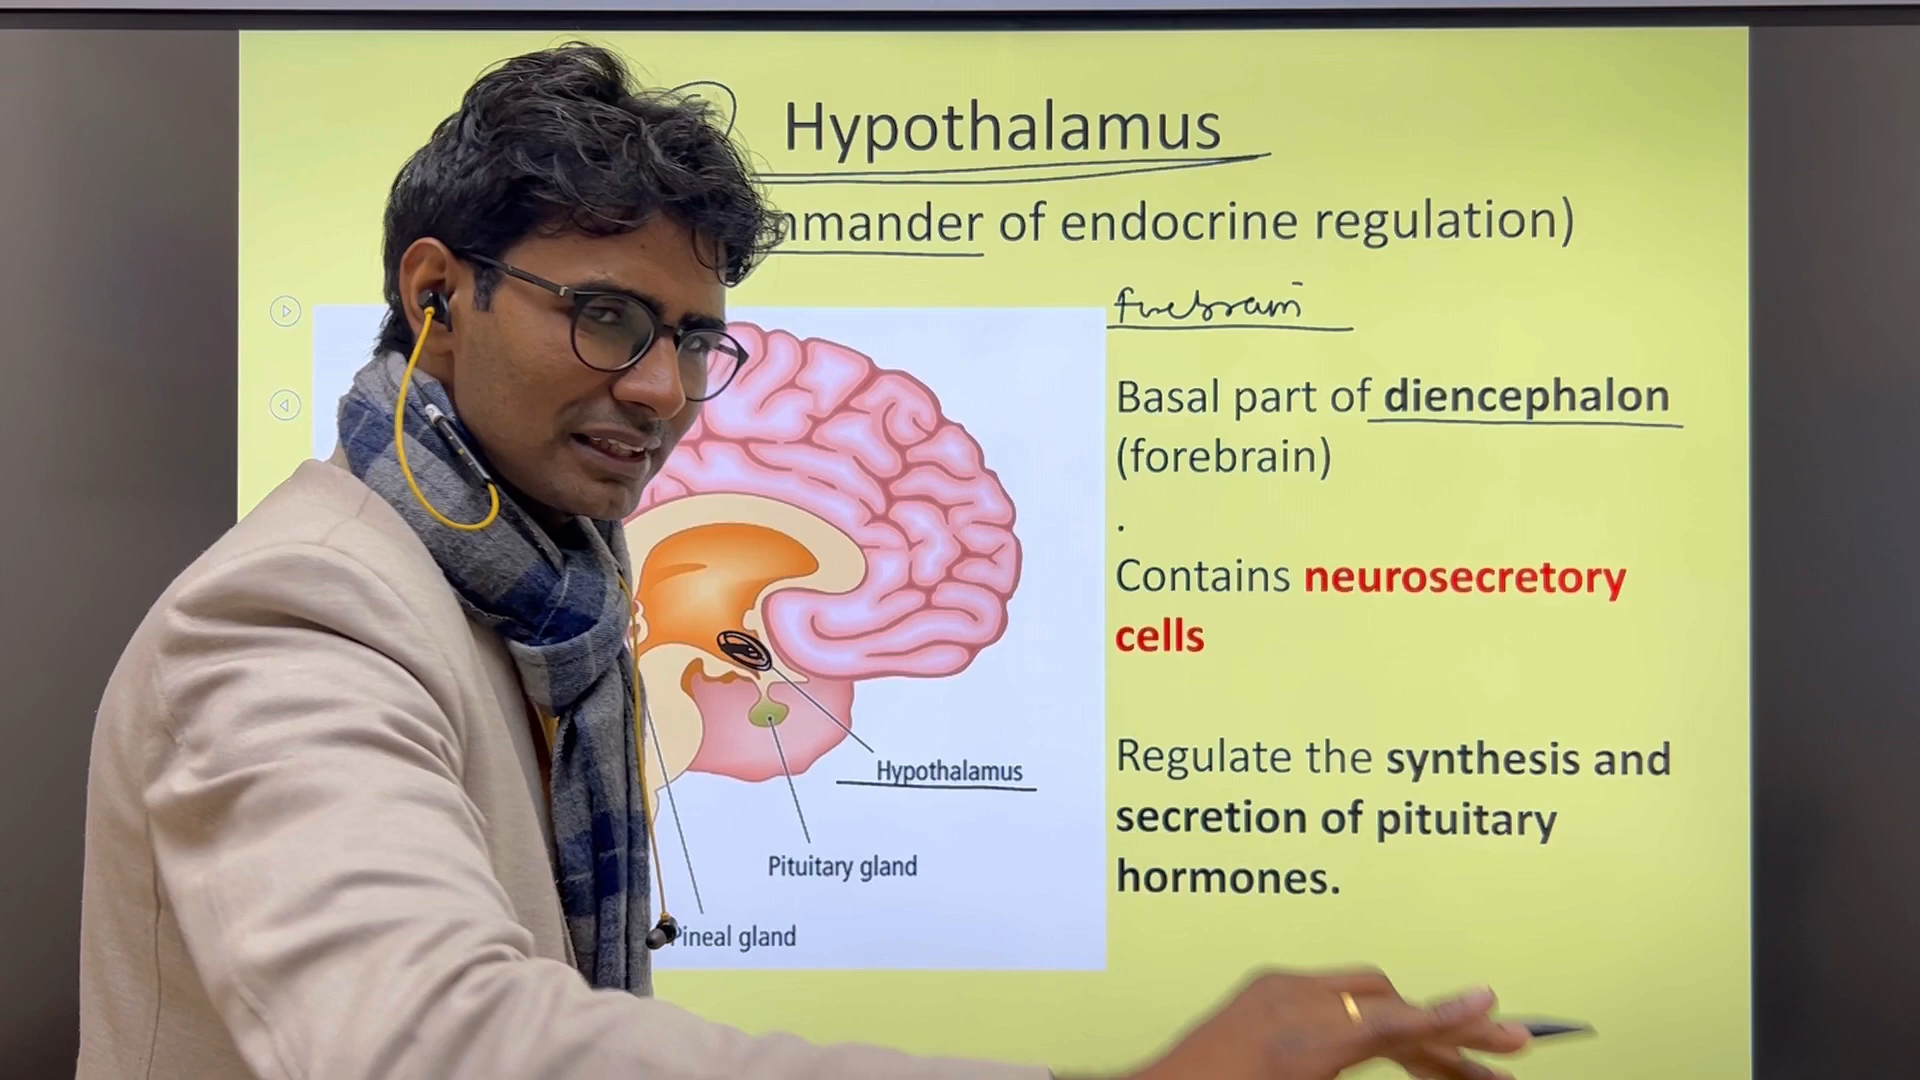 Hypothalamus
mmander of endocrine regulation)
forebrain
Basal part of diencephalon
(forebrain)
.
Contains neurosecretory
cells
Regulate the synthesis and
secretion of pituitary
hormones.
Hypothalamus
Pituitary gland
Pineal gland